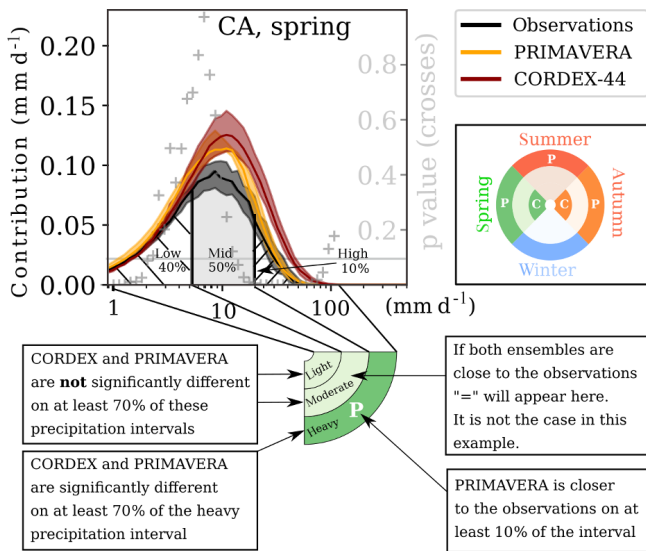 CA, spring
Contribution (mm d⁻¹)
0.20
0.15
0.10
0.05
0.00
0.8
0.6
0.4
0.2
p value (crosses)
Low
40%
Mid
50%
High
10%
1
10
100
(mm d⁻¹)
Observations
PRIMAVERA
CORDEX-44
Summer
Spring
Autumn
Winter
P
P
C
C
P
CORDEX and PRIMAVERA
are not significantly different
on at least 70% of these
precipitation intervals
CORDEX and PRIMAVERA
are significantly different
on at least 70% of the heavy
precipitation interval
Light
Moderate
Heavy
P
If both ensembles are
close to the observations
"=" will appear here.
It is not the case in this
example.
PRIMAVERA is closer
to the observations on at
least 10% of the interval